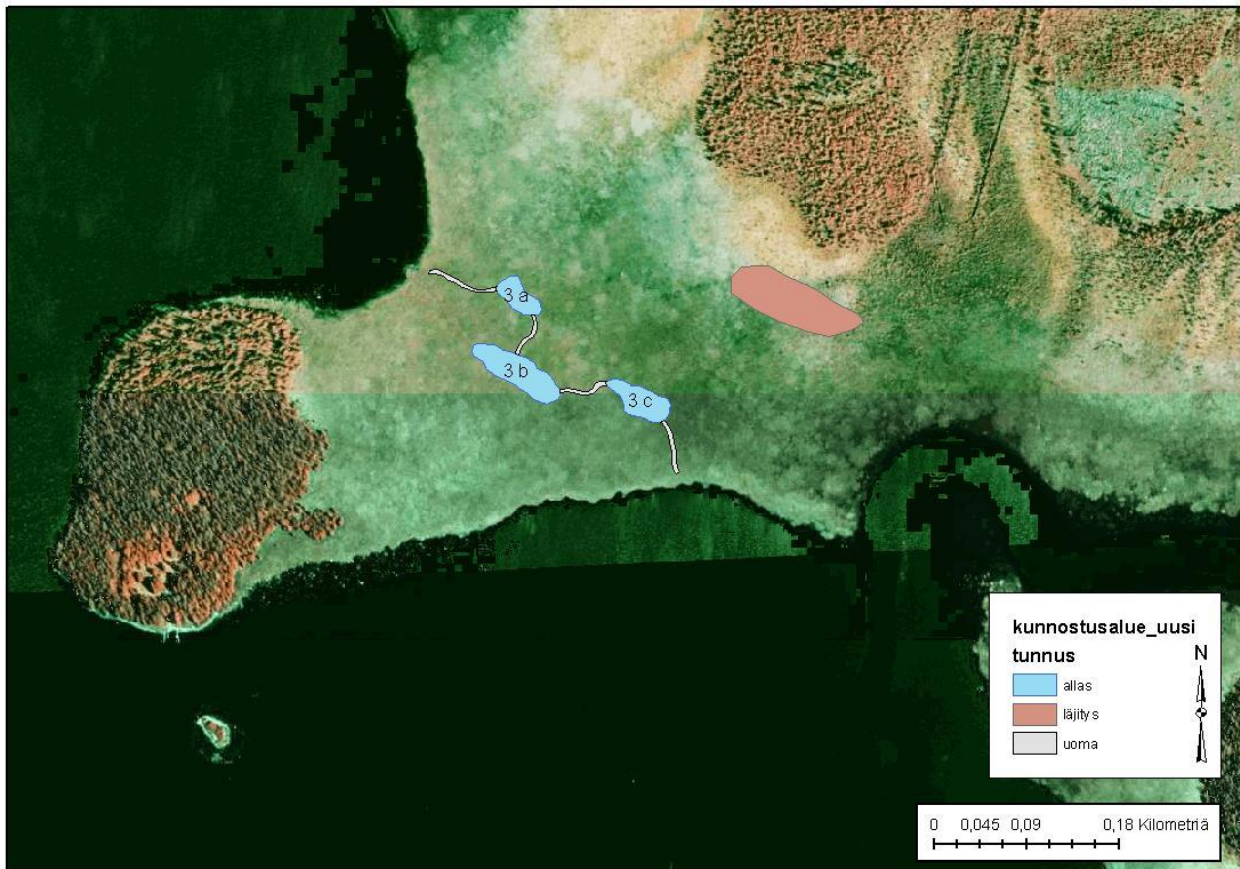 3 a
3 b
3 c
kunnostusalue_uusi
tunnus
N
allas
läjitys
uoma
0 0,045 0,09 0,18 Kilometriä